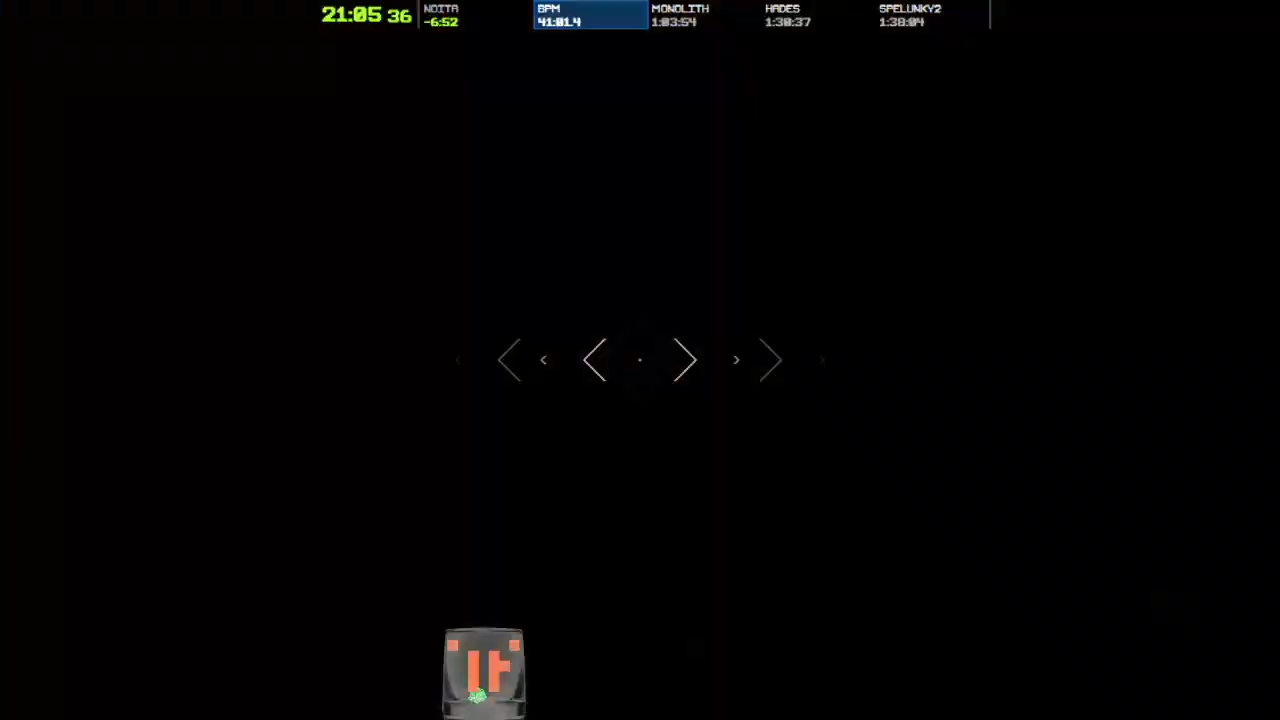 21:05 36
NOITA
-6:52
BPM
41:01.4
MONOLITH
1:03:54
HADES
1:30:37
SPELUNKY2
1:38:04